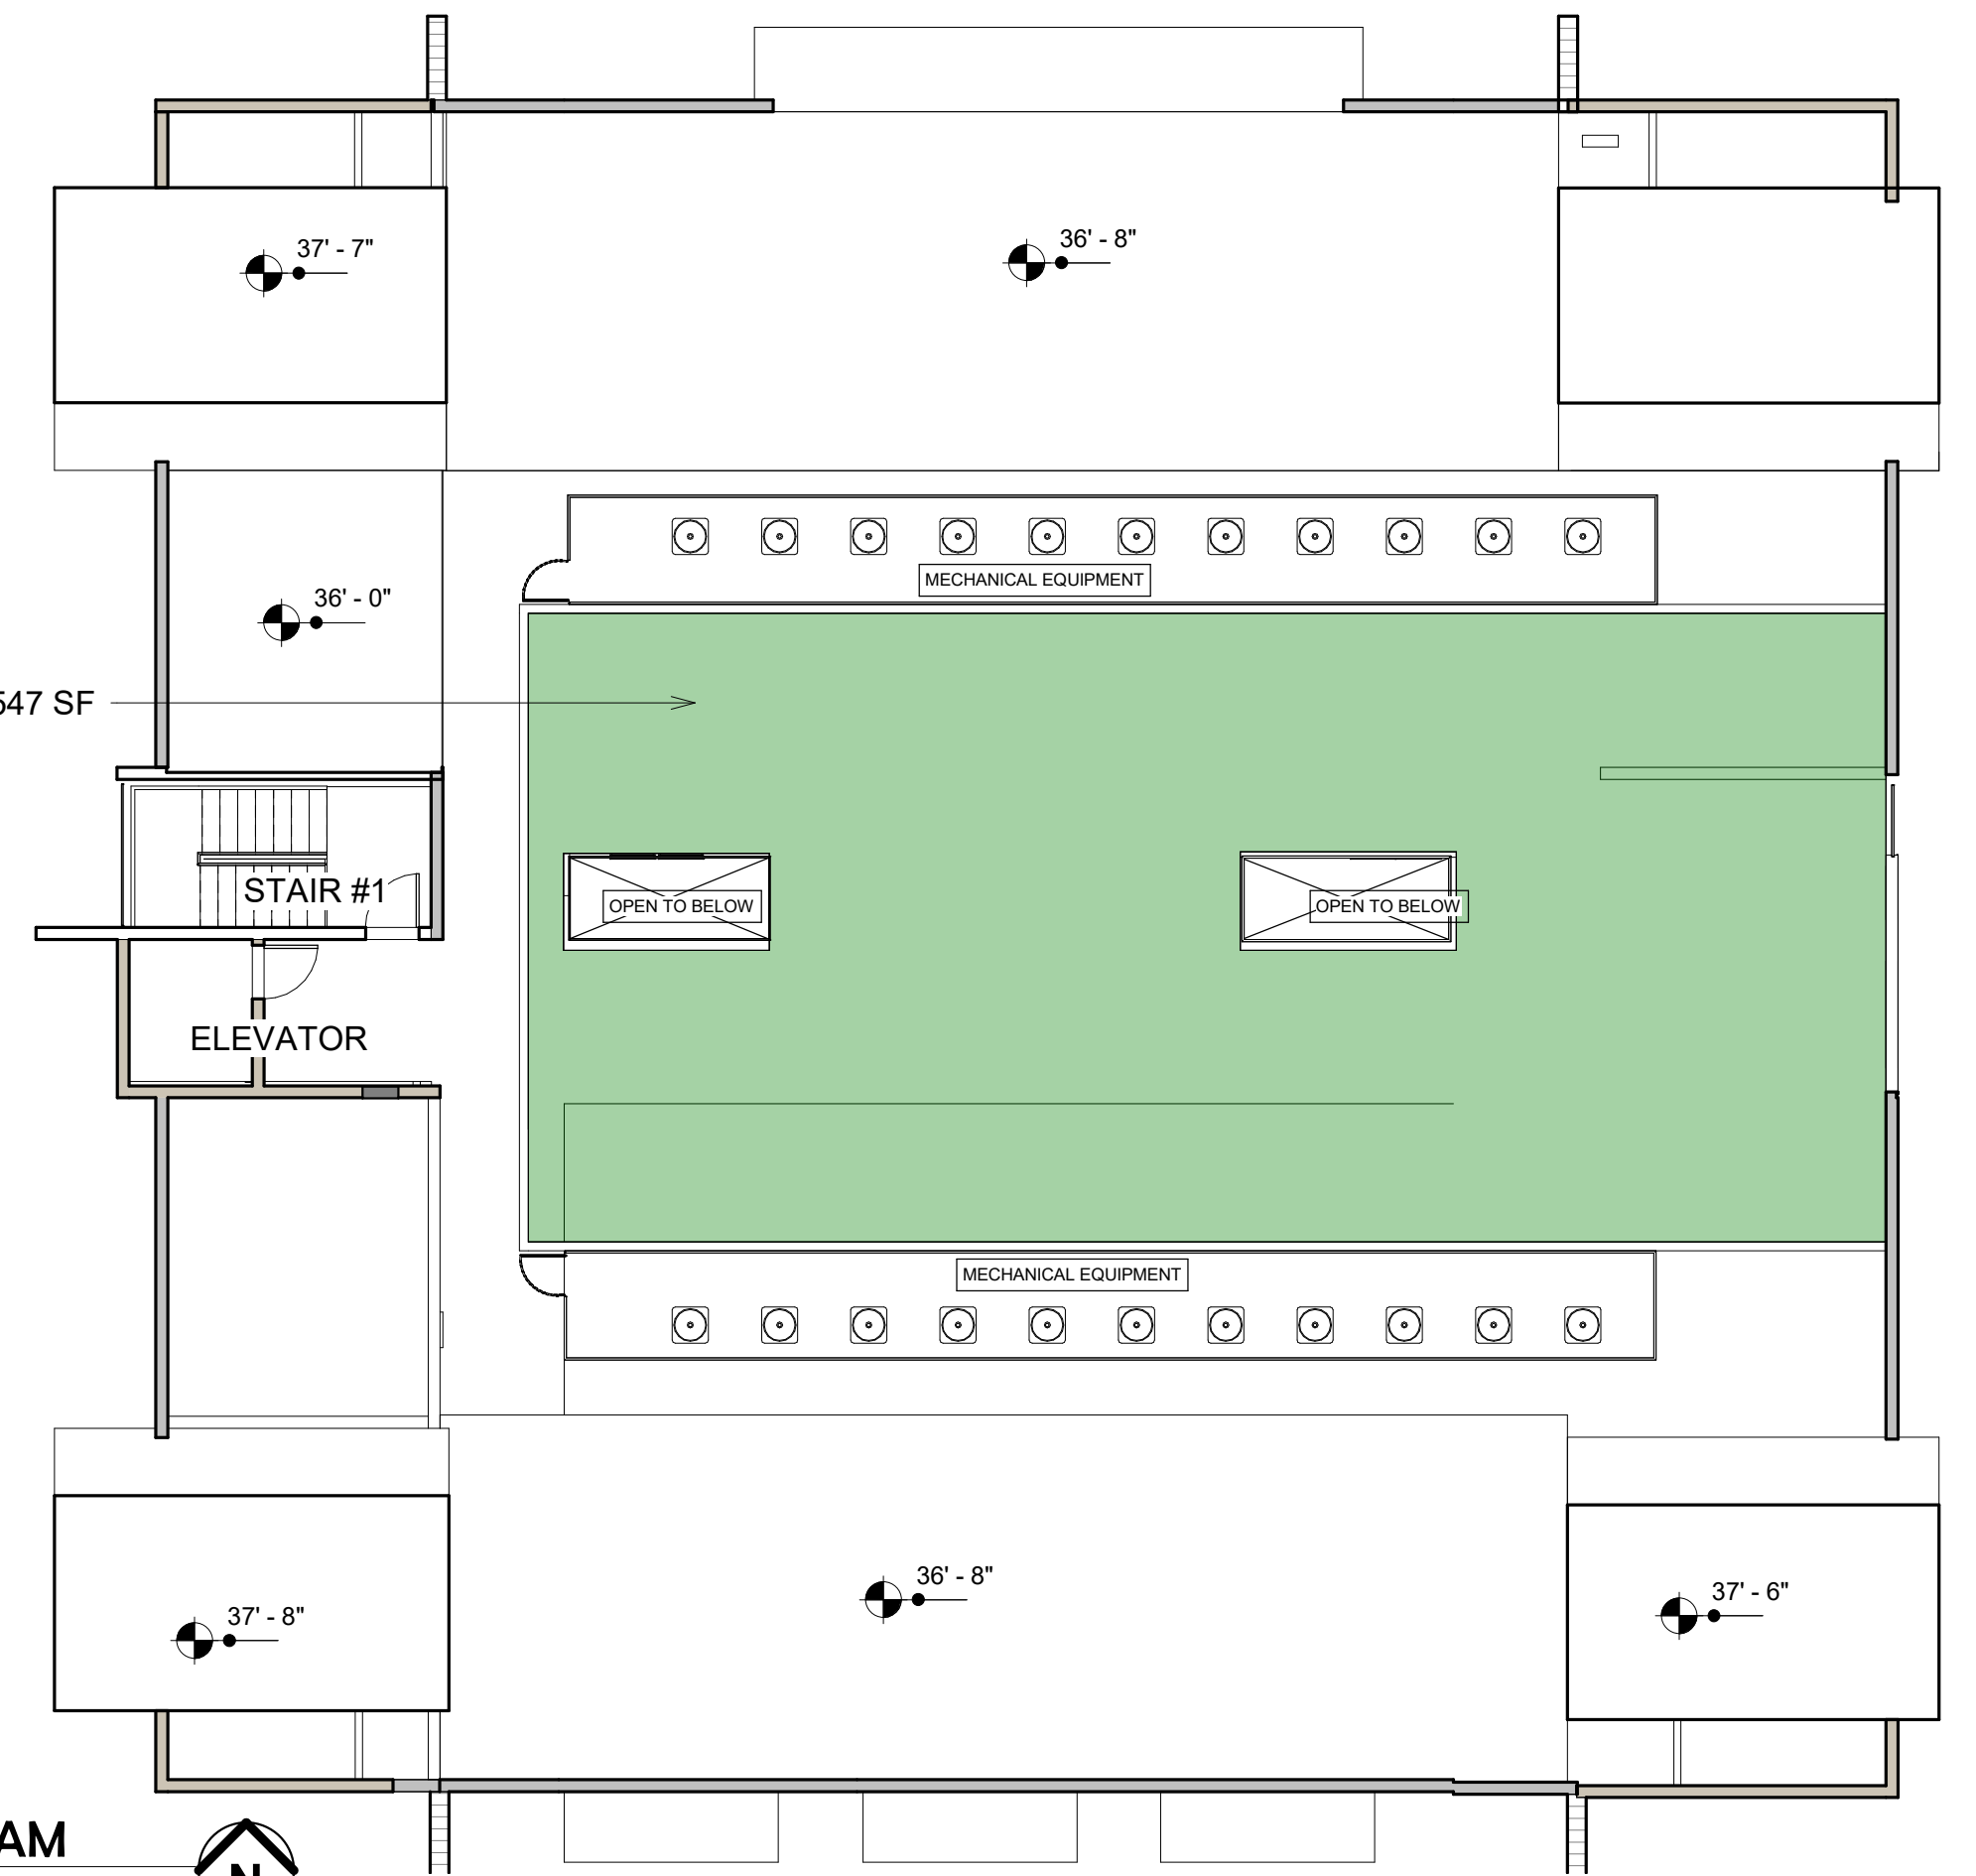 37' - 7"
36' - 8"
MECHANICAL EQUIPMENT
36' - 0"
547 SF
STAIR #1
OPEN TO BELOW
OPEN TO BELOW
ELEVATOR
MECHANICAL EQUIPMENT
36' - 8"
37' - 6"
37' - 8"
AM
N